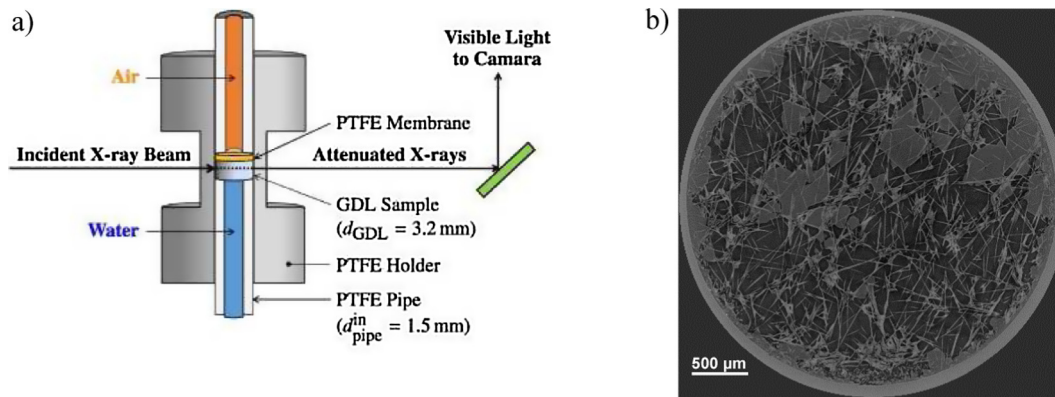 a)
Visible Light
to Camara
Air
PTFE Membrane
Incident X-ray Beam
Attenuated X-rays
GDL Sample
(dGDL = 3.2 mm)
Water
PTFE Holder
PTFE Pipe
(d^in_pipe = 1.5 mm)
b)
500 µm